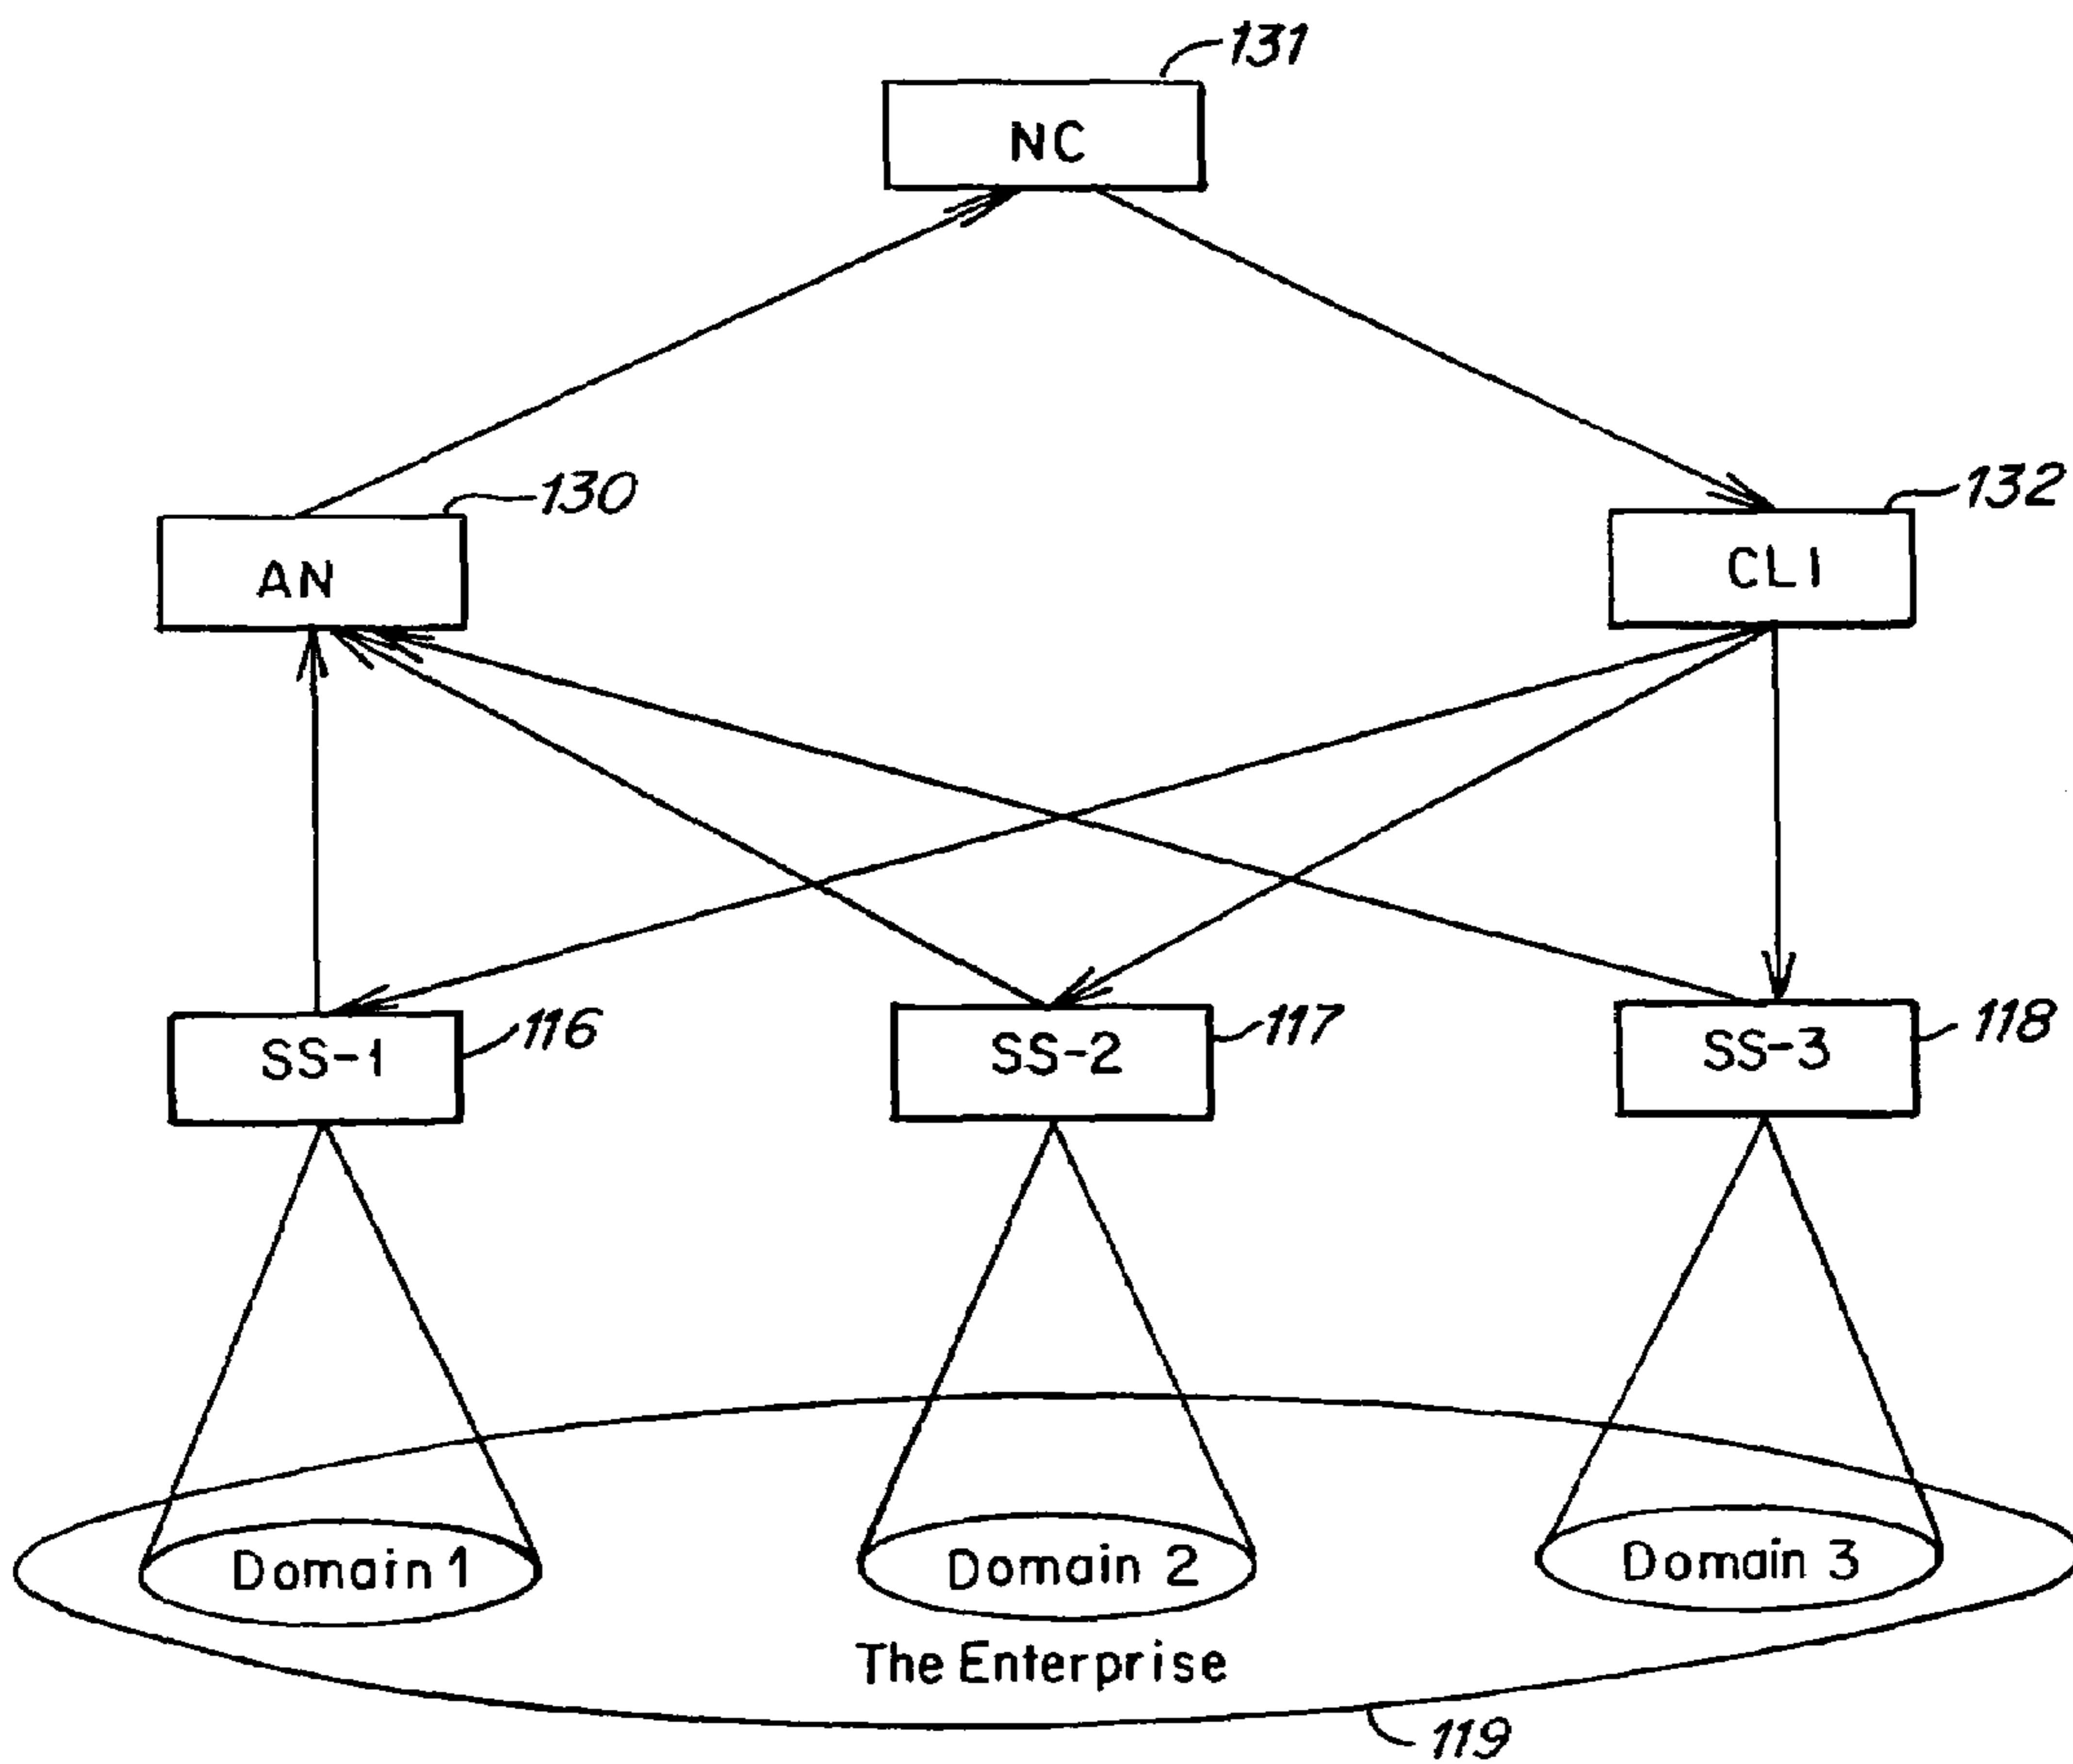 131
NC
130
132
AN
CLI
116
117
118
SS-1
SS-2
SS-3
Domain 1
Domain 2
Domain 3
The Enterprise
119